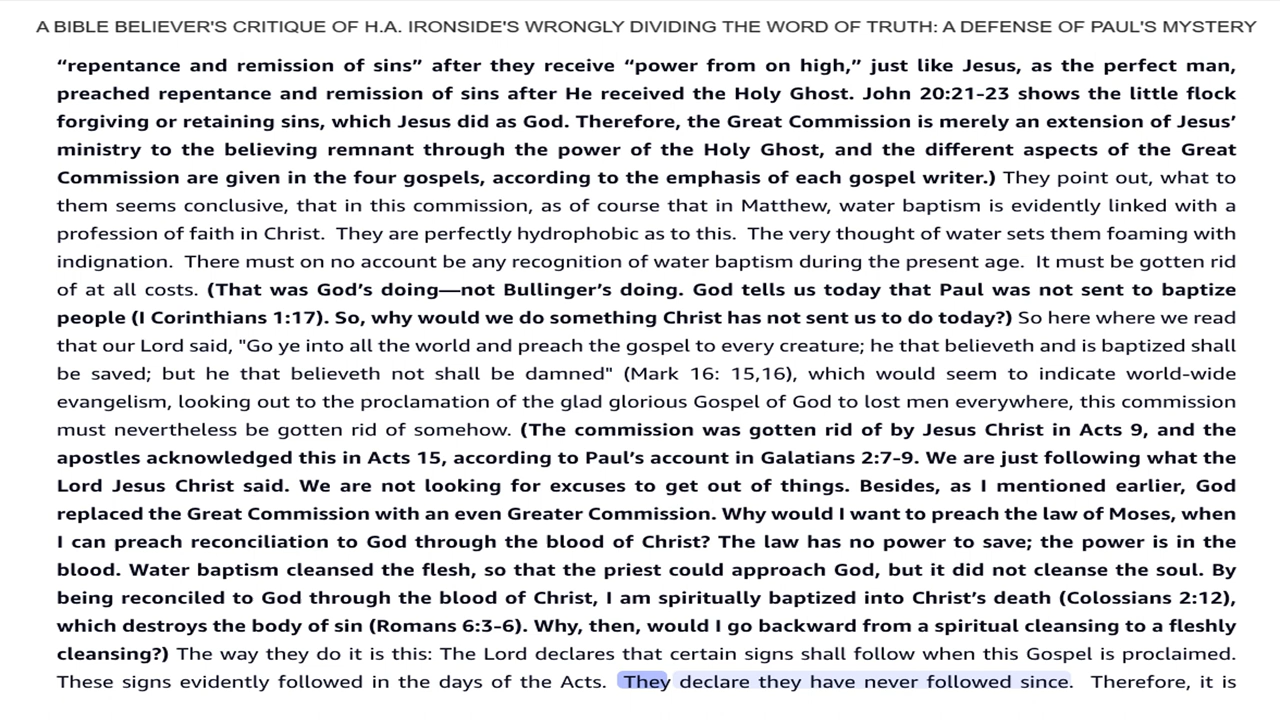 A BIBLE BELIEVER'S CRITIQUE OF H.A. IRONSIDE'S WRONGLY DIVIDING THE WORD OF TRUTH: A DEFENSE OF PAUL'S MYSTERY
“repentance and remission of sins” after they receive “power from on high,” just like Jesus, as the perfect man,
preached repentance and remission of sins after He received the Holy Ghost. John 20:21-23 shows the little flock
forgiving or retaining sins, which Jesus did as God. Therefore, the Great Commission is merely an extension of Jesus’
ministry to the believing remnant through the power of the Holy Ghost, and the different aspects of the Great
Commission are given in the four gospels, according to the emphasis of each gospel writer.) They point out, what to
them seems conclusive, that in this commission, as of course that in Matthew, water baptism is evidently linked with a
profession of faith in Christ.  They are perfectly hydrophobic as to this.  The very thought of water sets them foaming with
indignation.  There must on no account be any recognition of water baptism during the present age.  It must be gotten rid
of at all costs. (That was God’s doing—not Bullinger’s doing. God tells us today that Paul was not sent to baptize
people (I Corinthians 1:17). So, why would we do something Christ has not sent us to do today?) So here where we read
that our Lord said, "Go ye into all the world and preach the gospel to every creature; he that believeth and is baptized shall
be saved; but he that believeth not shall be damned" (Mark 16: 15,16), which would seem to indicate world-wide
evangelism, looking out to the proclamation of the glad glorious Gospel of God to lost men everywhere, this commission
must nevertheless be gotten rid of somehow. (The commission was gotten rid of by Jesus Christ in Acts 9, and the
apostles acknowledged this in Acts 15, according to Paul’s account in Galatians 2:7-9. We are just following what the
Lord Jesus Christ said. We are not looking for excuses to get out of things. Besides, as I mentioned earlier, God
replaced the Great Commission with an even Greater Commission. Why would I want to preach the law of Moses, when
I can preach reconciliation to God through the blood of Christ? The law has no power to save; the power is in the
blood. Water baptism cleansed the flesh, so that the priest could approach God, but it did not cleanse the soul. By
being reconciled to God through the blood of Christ, I am spiritually baptized into Christ’s death (Colossians 2:12),
which destroys the body of sin (Romans 6:3-6). Why, then, would I go backward from a spiritual cleansing to a fleshly
cleansing?) The way they do it is this: The Lord declares that certain signs shall follow when this Gospel is proclaimed.
These signs evidently followed in the days of the Acts.  They declare they have never followed since.  Therefore, it is